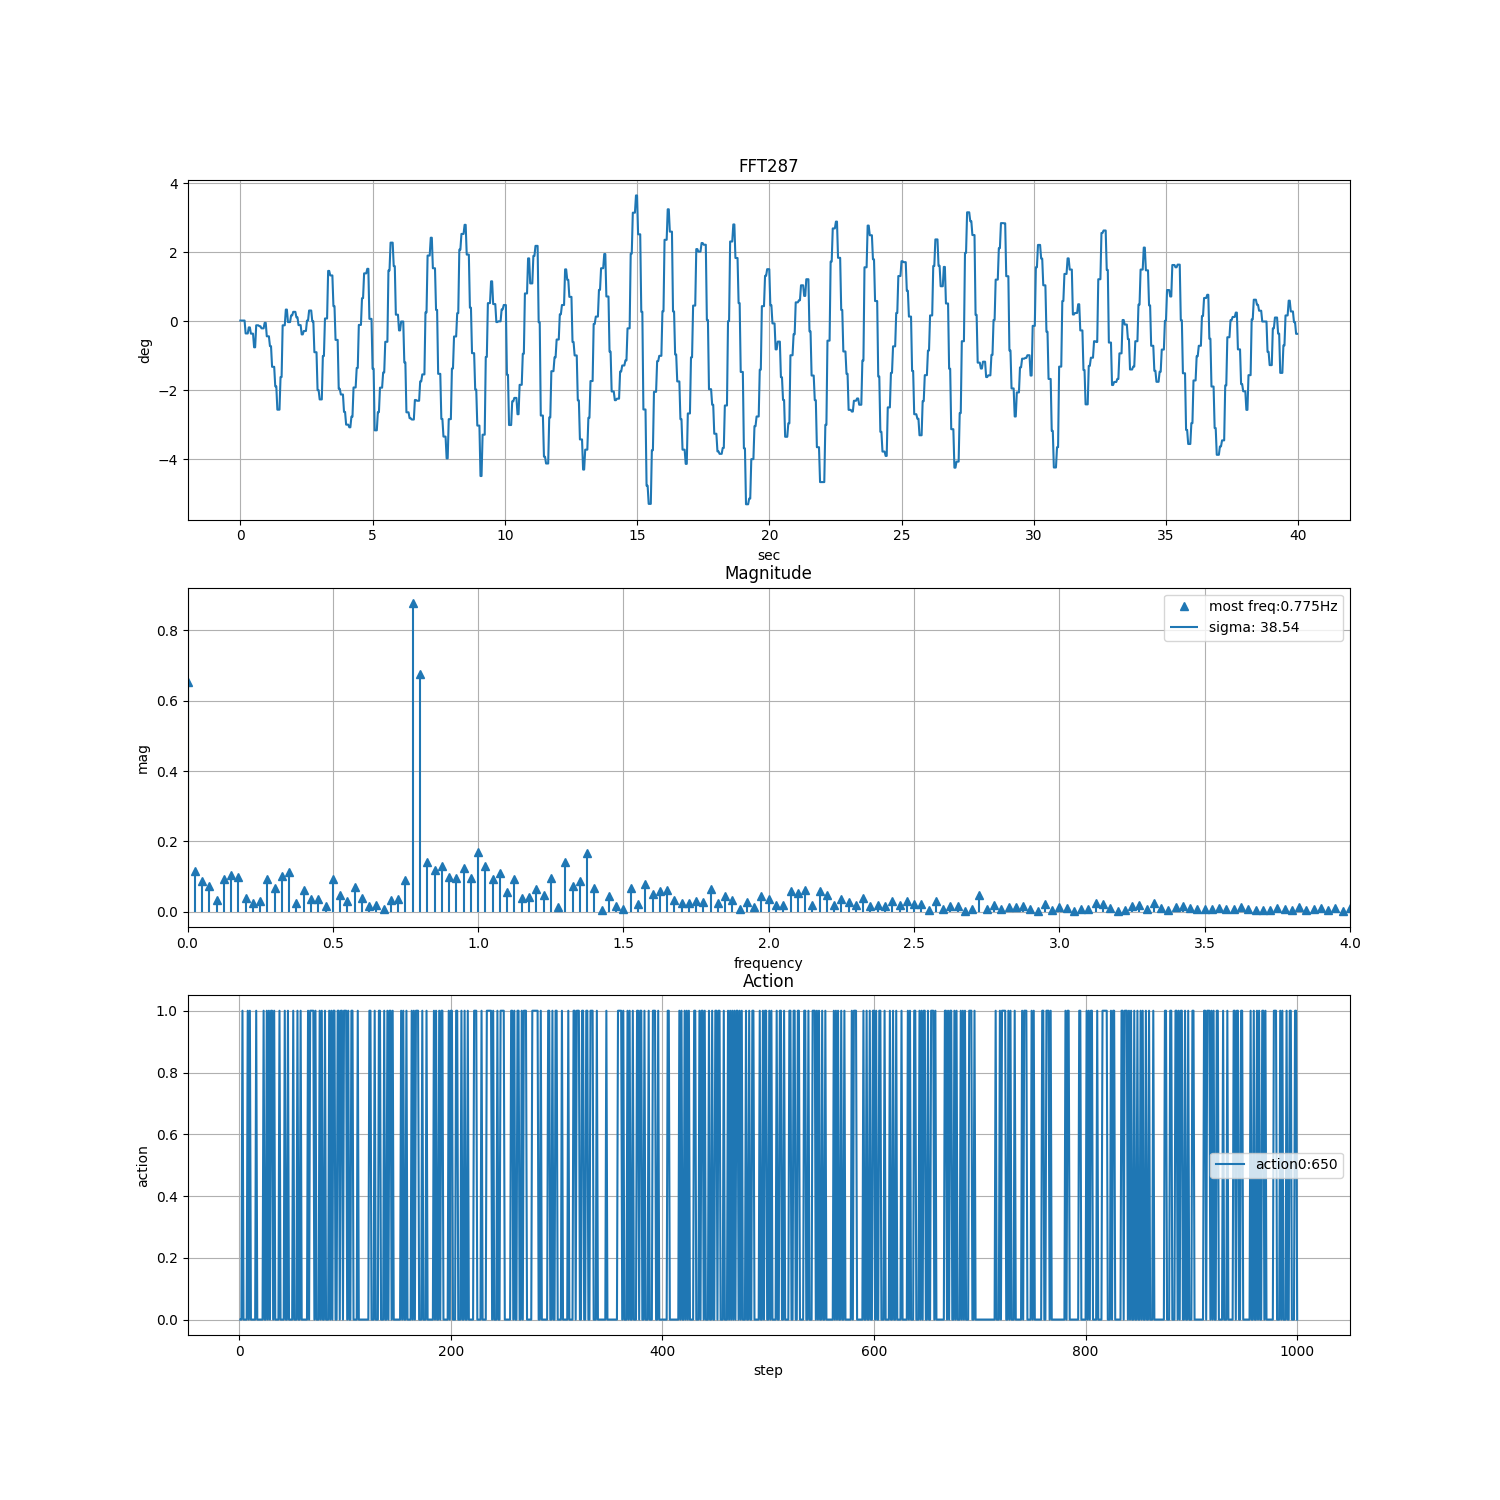 FFT287
4
2
0
−2
−4
deg
0 5 10 15 20 25 30 35 40
sec
Magnitude
0.8
0.6
0.4
0.2
0.0
mag
most freq:0.775Hz
sigma: 38.54
0.0 0.5 1.0 1.5 2.0 2.5 3.0 3.5 4.0
frequency
Action
1.0
0.8
0.6
0.4
0.2
0.0
action
action0:650
0 200 400 600 800 1000
step